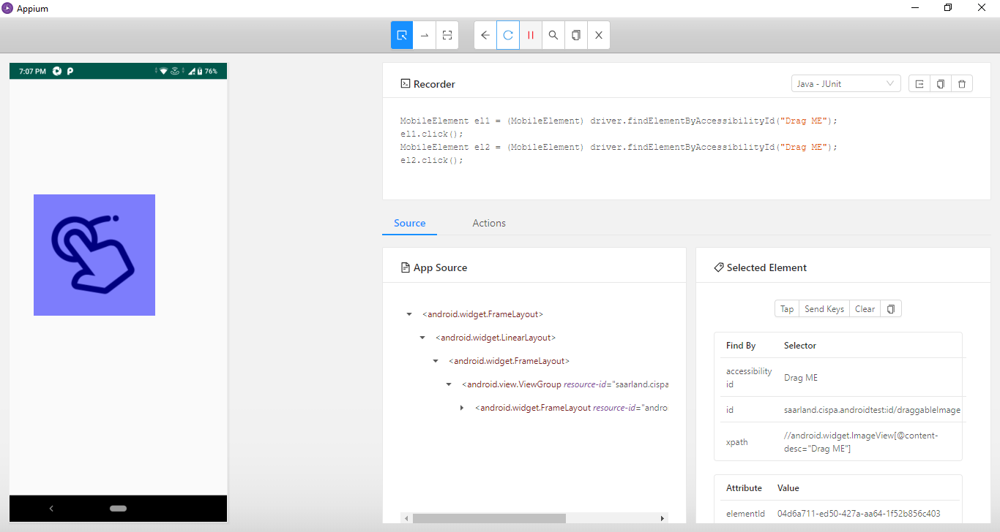 Appium
7:07 PM
76%
Recorder
Java - JUnit
MobileElement el1 = (MobileElement) driver.findElementByAccessibilityId("Drag ME");
el1.click();
MobileElement el2 = (MobileElement) driver.findElementByAccessibilityId("Drag ME");
el2.click();
Source
Actions
App Source
<android.widget.FrameLayout>
<android.widget.LinearLayout>
<android.widget.FrameLayout>
<android.view.ViewGroup resource-id="saarland.cispa
<android.widget.FrameLayout resource-id="androi
Selected Element
Tap Send Keys Clear
Find By Selector
accessibility
id
Drag ME
id saarland.cispa.androidtest:id/draggableImage
xpath
//android.widget.ImageView[@content-
desc="Drag ME"]
Attribute Value
elementId 04d6a711-ed50-427a-aa64-1f52b856c403